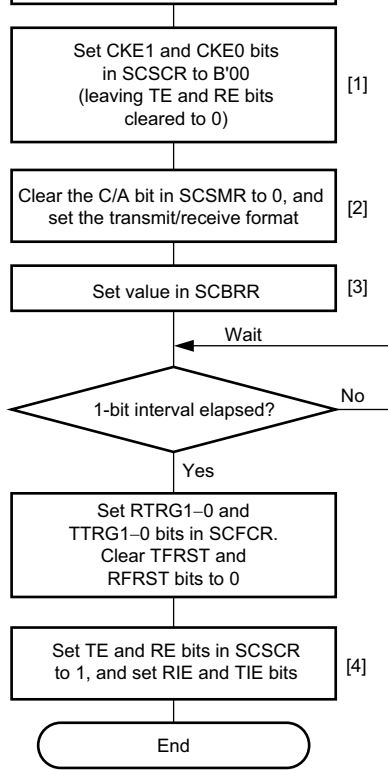 Set CKE1 and CKE0 bits
in SCSCR to B'00
(leaving TE and RE bits
cleared to 0)
[1]
Clear the C/A bit in SCSMR to 0, and
set the transmit/receive format
[2]
Set value in SCBRR
[3]
Wait
1-bit interval elapsed?
No
Yes
Set RTRG1–0 and
TTRG1–0 bits in SCFCR.
Clear TFRST and
RFRST bits to 0
Set TE and RE bits in SCSCR
to 1, and set RIE and TIE bits
[4]
End